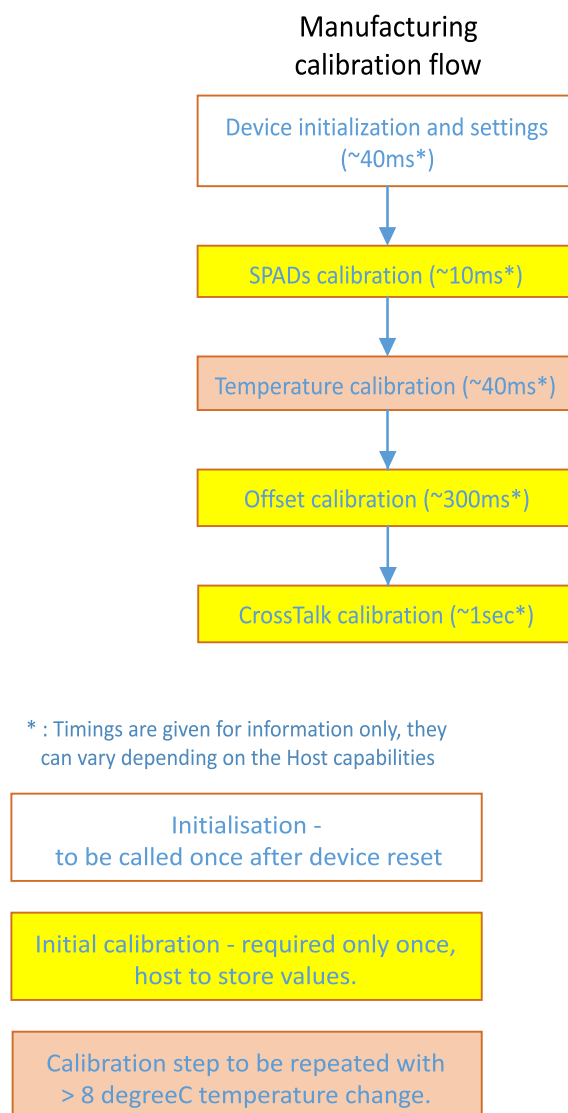 Manufacturing
calibration flow
Device initialization and settings
(~40ms*)
SPADs calibration (~10ms*)
Temperature calibration (~40ms*)
Offset calibration (~300ms*)
CrossTalk calibration (~1sec*)
* : Timings are given for information only, they
can vary depending on the Host capabilities
Initialisation -
to be called once after device reset
Initial calibration - required only once,
host to store values.
Calibration step to be repeated with
> 8 degreeC temperature change.